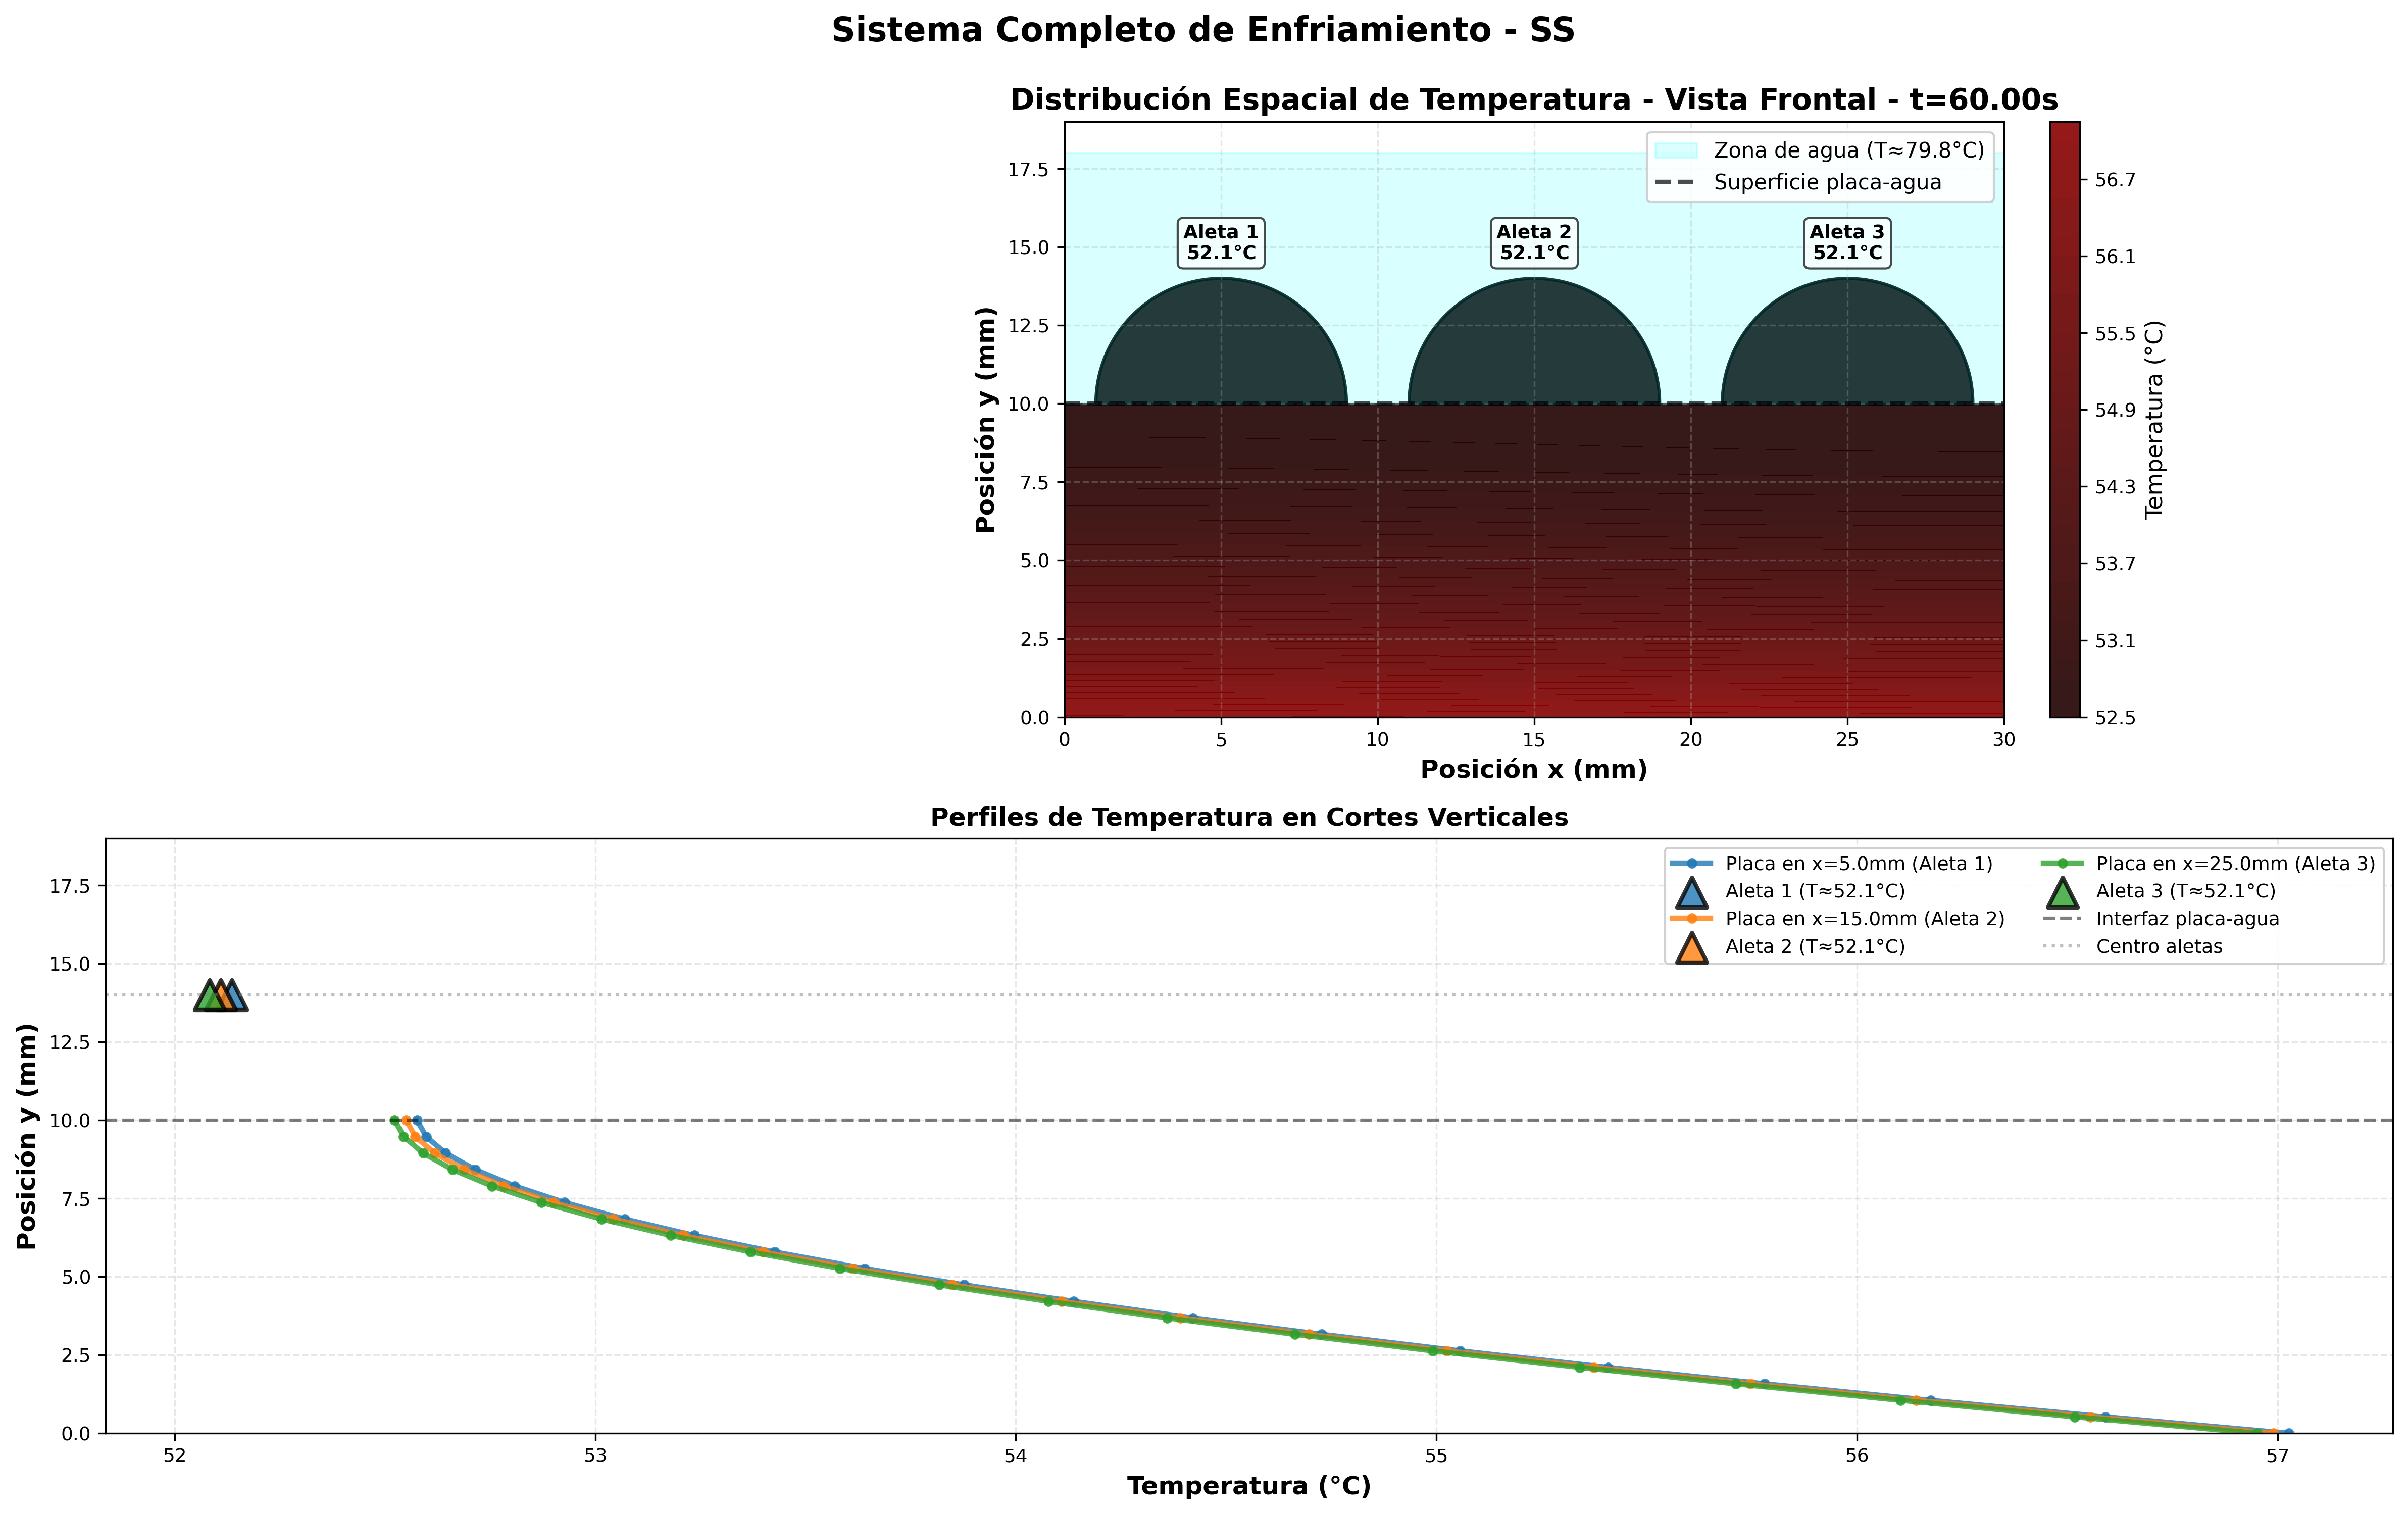 Sistema Completo de Enfriamiento - SS
Distribución Espacial de Temperatura - Vista Frontal - t=60.00s
Zona de agua (T≈79.8°C)
Superficie placa-agua
Aleta 1
52.1°C
Aleta 2
52.1°C
Aleta 3
52.1°C
Posición y (mm)
17.5
15.0
12.5
10.0
7.5
5.0
2.5
0.0
0 5 10 15 20 25 30
Posición x (mm)
56.7
56.1
55.5
54.9
54.3
53.7
53.1
52.5
Temperatura (°C)
Perfiles de Temperatura en Cortes Verticales
Placa en x=5.0mm (Aleta 1)
Aleta 1 (T≈52.1°C)
Placa en x=15.0mm (Aleta 2)
Aleta 2 (T≈52.1°C)
Placa en x=25.0mm (Aleta 3)
Aleta 3 (T≈52.1°C)
Interfaz placa-agua
Centro aletas
Posición y (mm)
17.5
15.0
12.5
10.0
7.5
5.0
2.5
0.0
52 53 54 55 56 57
Temperatura (°C)